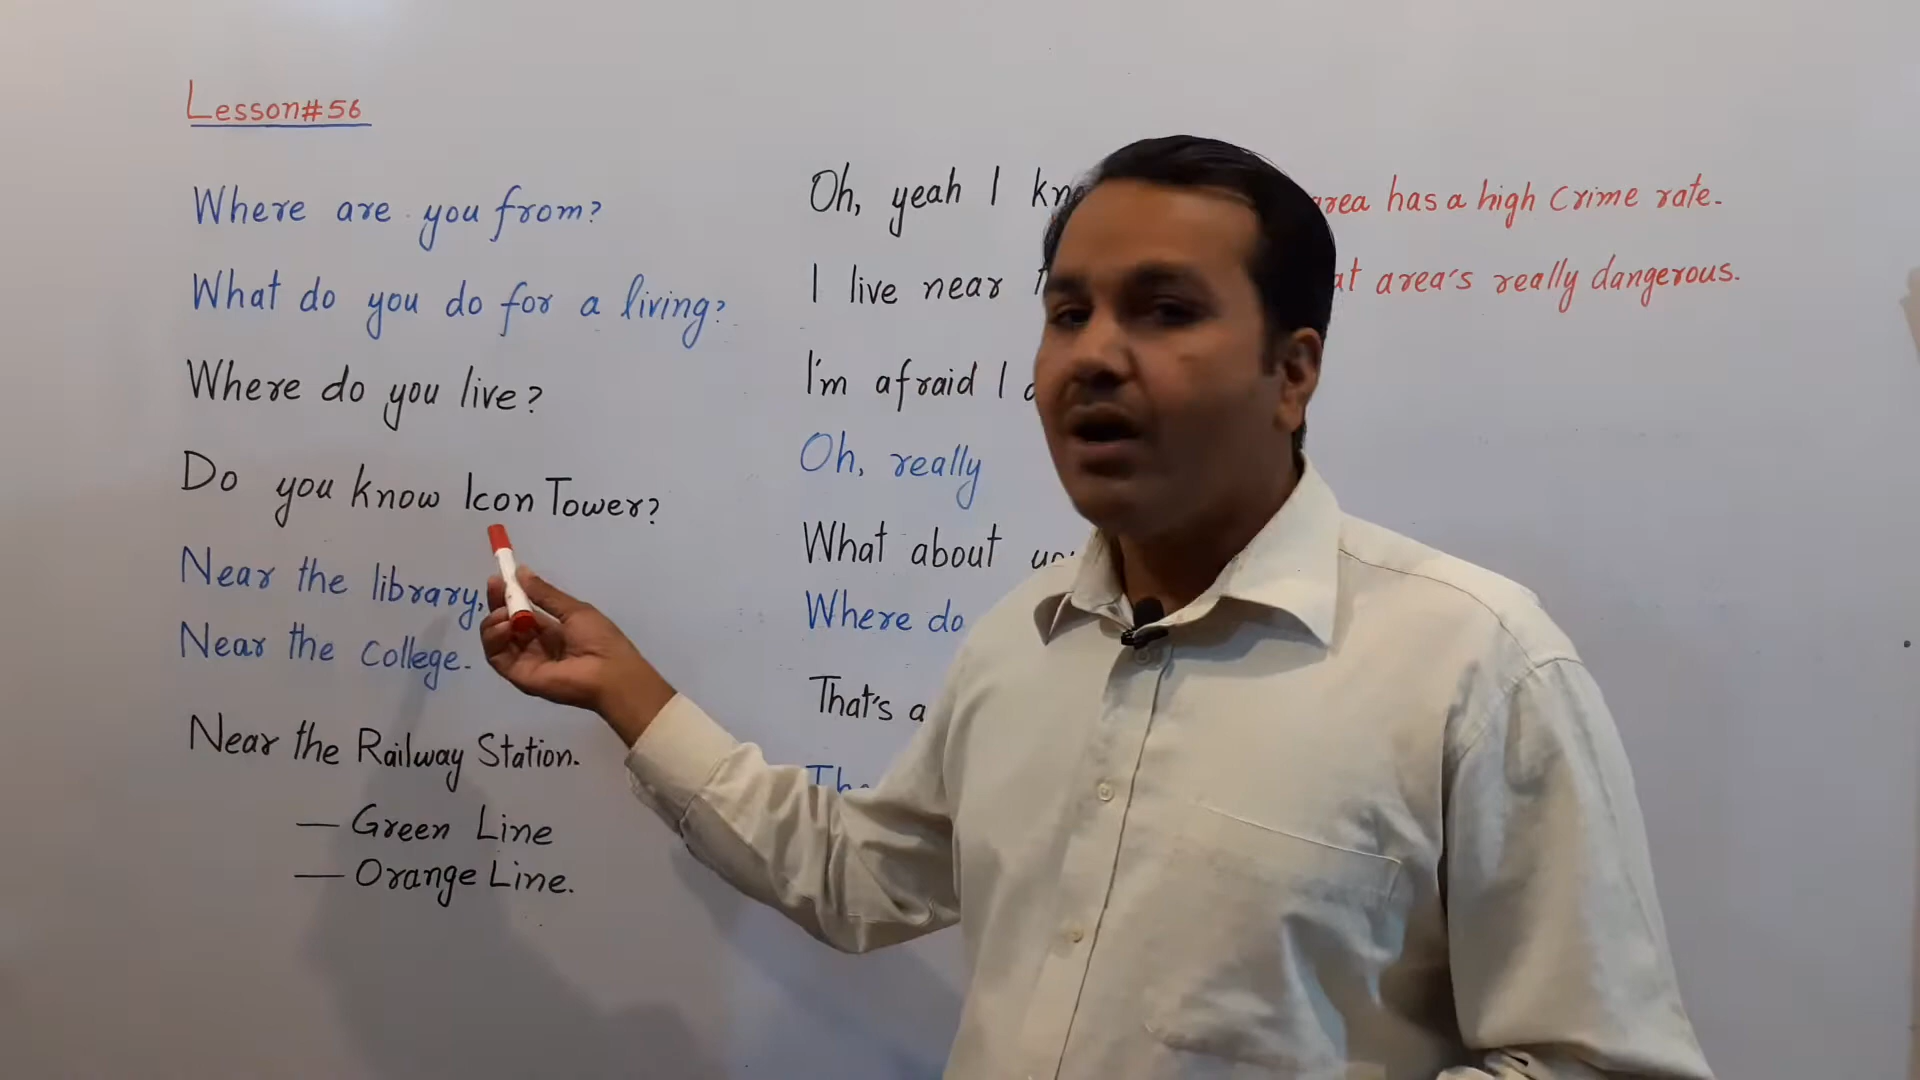 Lesson#56
Where are you from?
What do you do for a living?
Where do you live?
Do you know Icon Tower?
Near the library,
Near the college.
Near the Railway Station.
— Green Line
— Orange Line.
Oh, yeah I
I live near
I'm afraid I
Oh, really
What about
Where do
That's a
area has a high crime rate.
area's really dangerous.